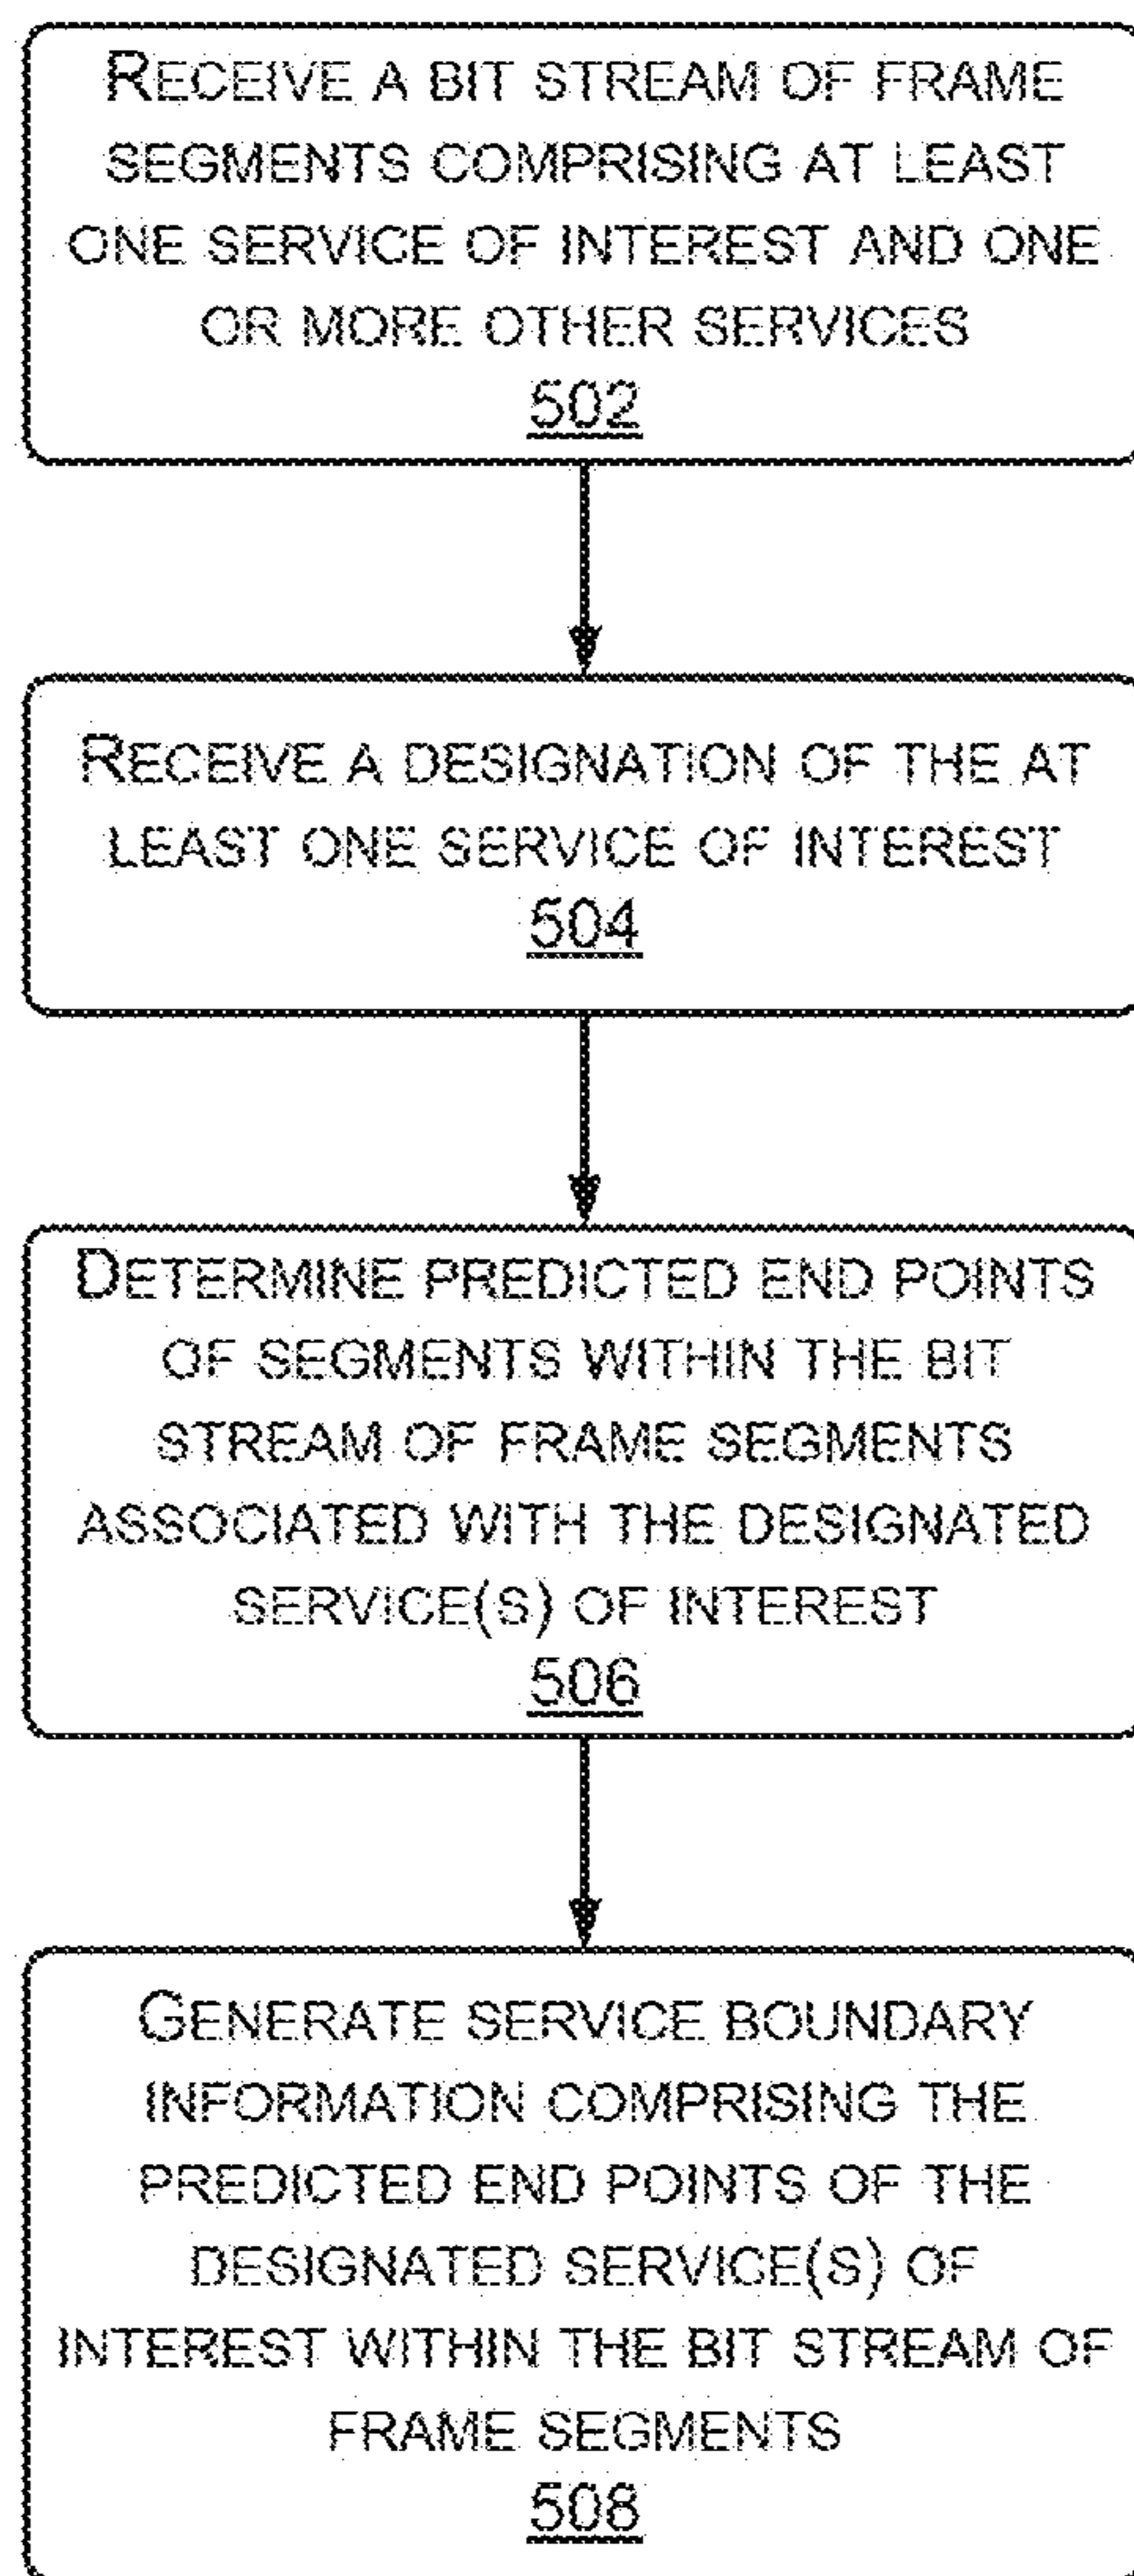 RECEIVE A BIT STREAM OF FRAME
SEGMENTS COMPRISING AT LEAST
ONE SERVICE OF INTEREST AND ONE
OR MORE OTHER SERVICES
502
RECEIVE A DESIGNATION OF THE AT
LEAST ONE SERVICE OF INTEREST
504
DETERMINE PREDICTED END POINTS
OF SEGMENTS WITHIN THE BIT
STREAM OF FRAME SEGMENTS
ASSOCIATED WITH THE DESIGNATED
SERVICE(S) OF INTEREST
506
GENERATE SERVICE BOUNDARY
INFORMATION COMPRISING THE
PREDICTED END POINTS OF THE
DESIGNATED SERVICE(S) OF
INTEREST WITHIN THE BIT STREAM OF
FRAME SEGMENTS
508